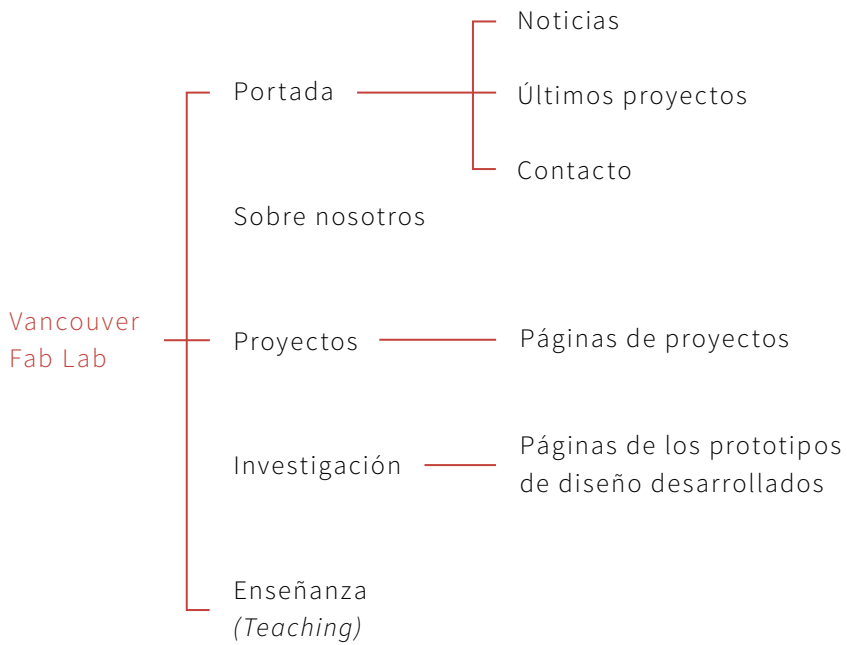 Vancouver
Fab Lab
Portada
Noticias
Últimos proyectos
Contacto
Sobre nosotros
Proyectos
Páginas de proyectos
Investigación
Páginas de los prototipos
de diseño desarrollados
Enseñanza
(Teaching)